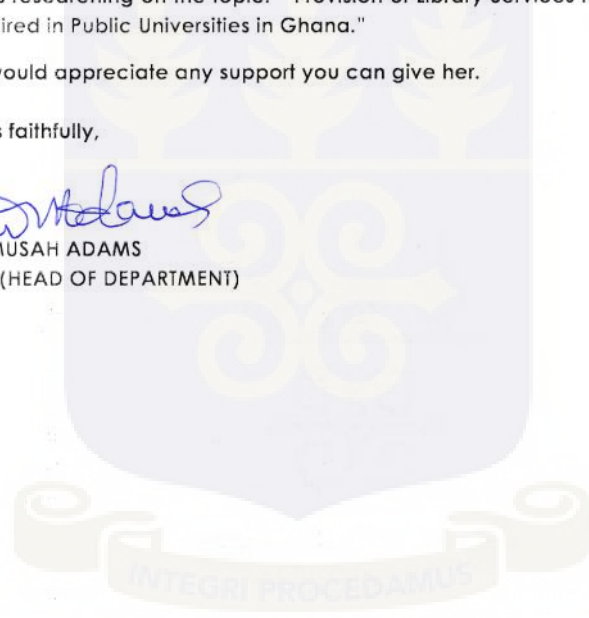 researching on the topic: "Provision of Library Services
ired in Public Universities in Ghana."
would appreciate any support you can give her.
s faithfully,
MUSAH ADAMS
(HEAD OF DEPARTMENT)
INTEGRI PROCEDAMUS